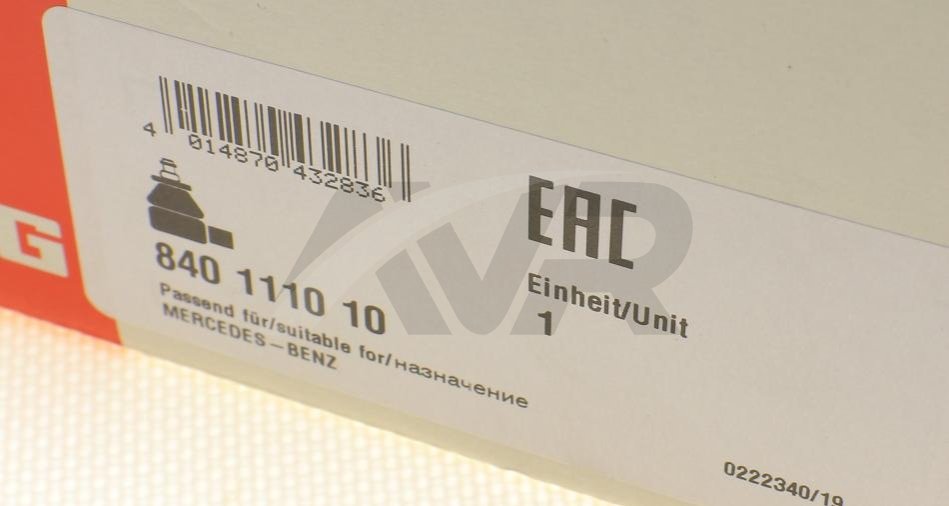 4 014870 432836
EAC
840 1110 10
Einheit/Unit
1
Passend für/suitable for/назначение
MERCEDES-BENZ
0222340/19
G
AVR